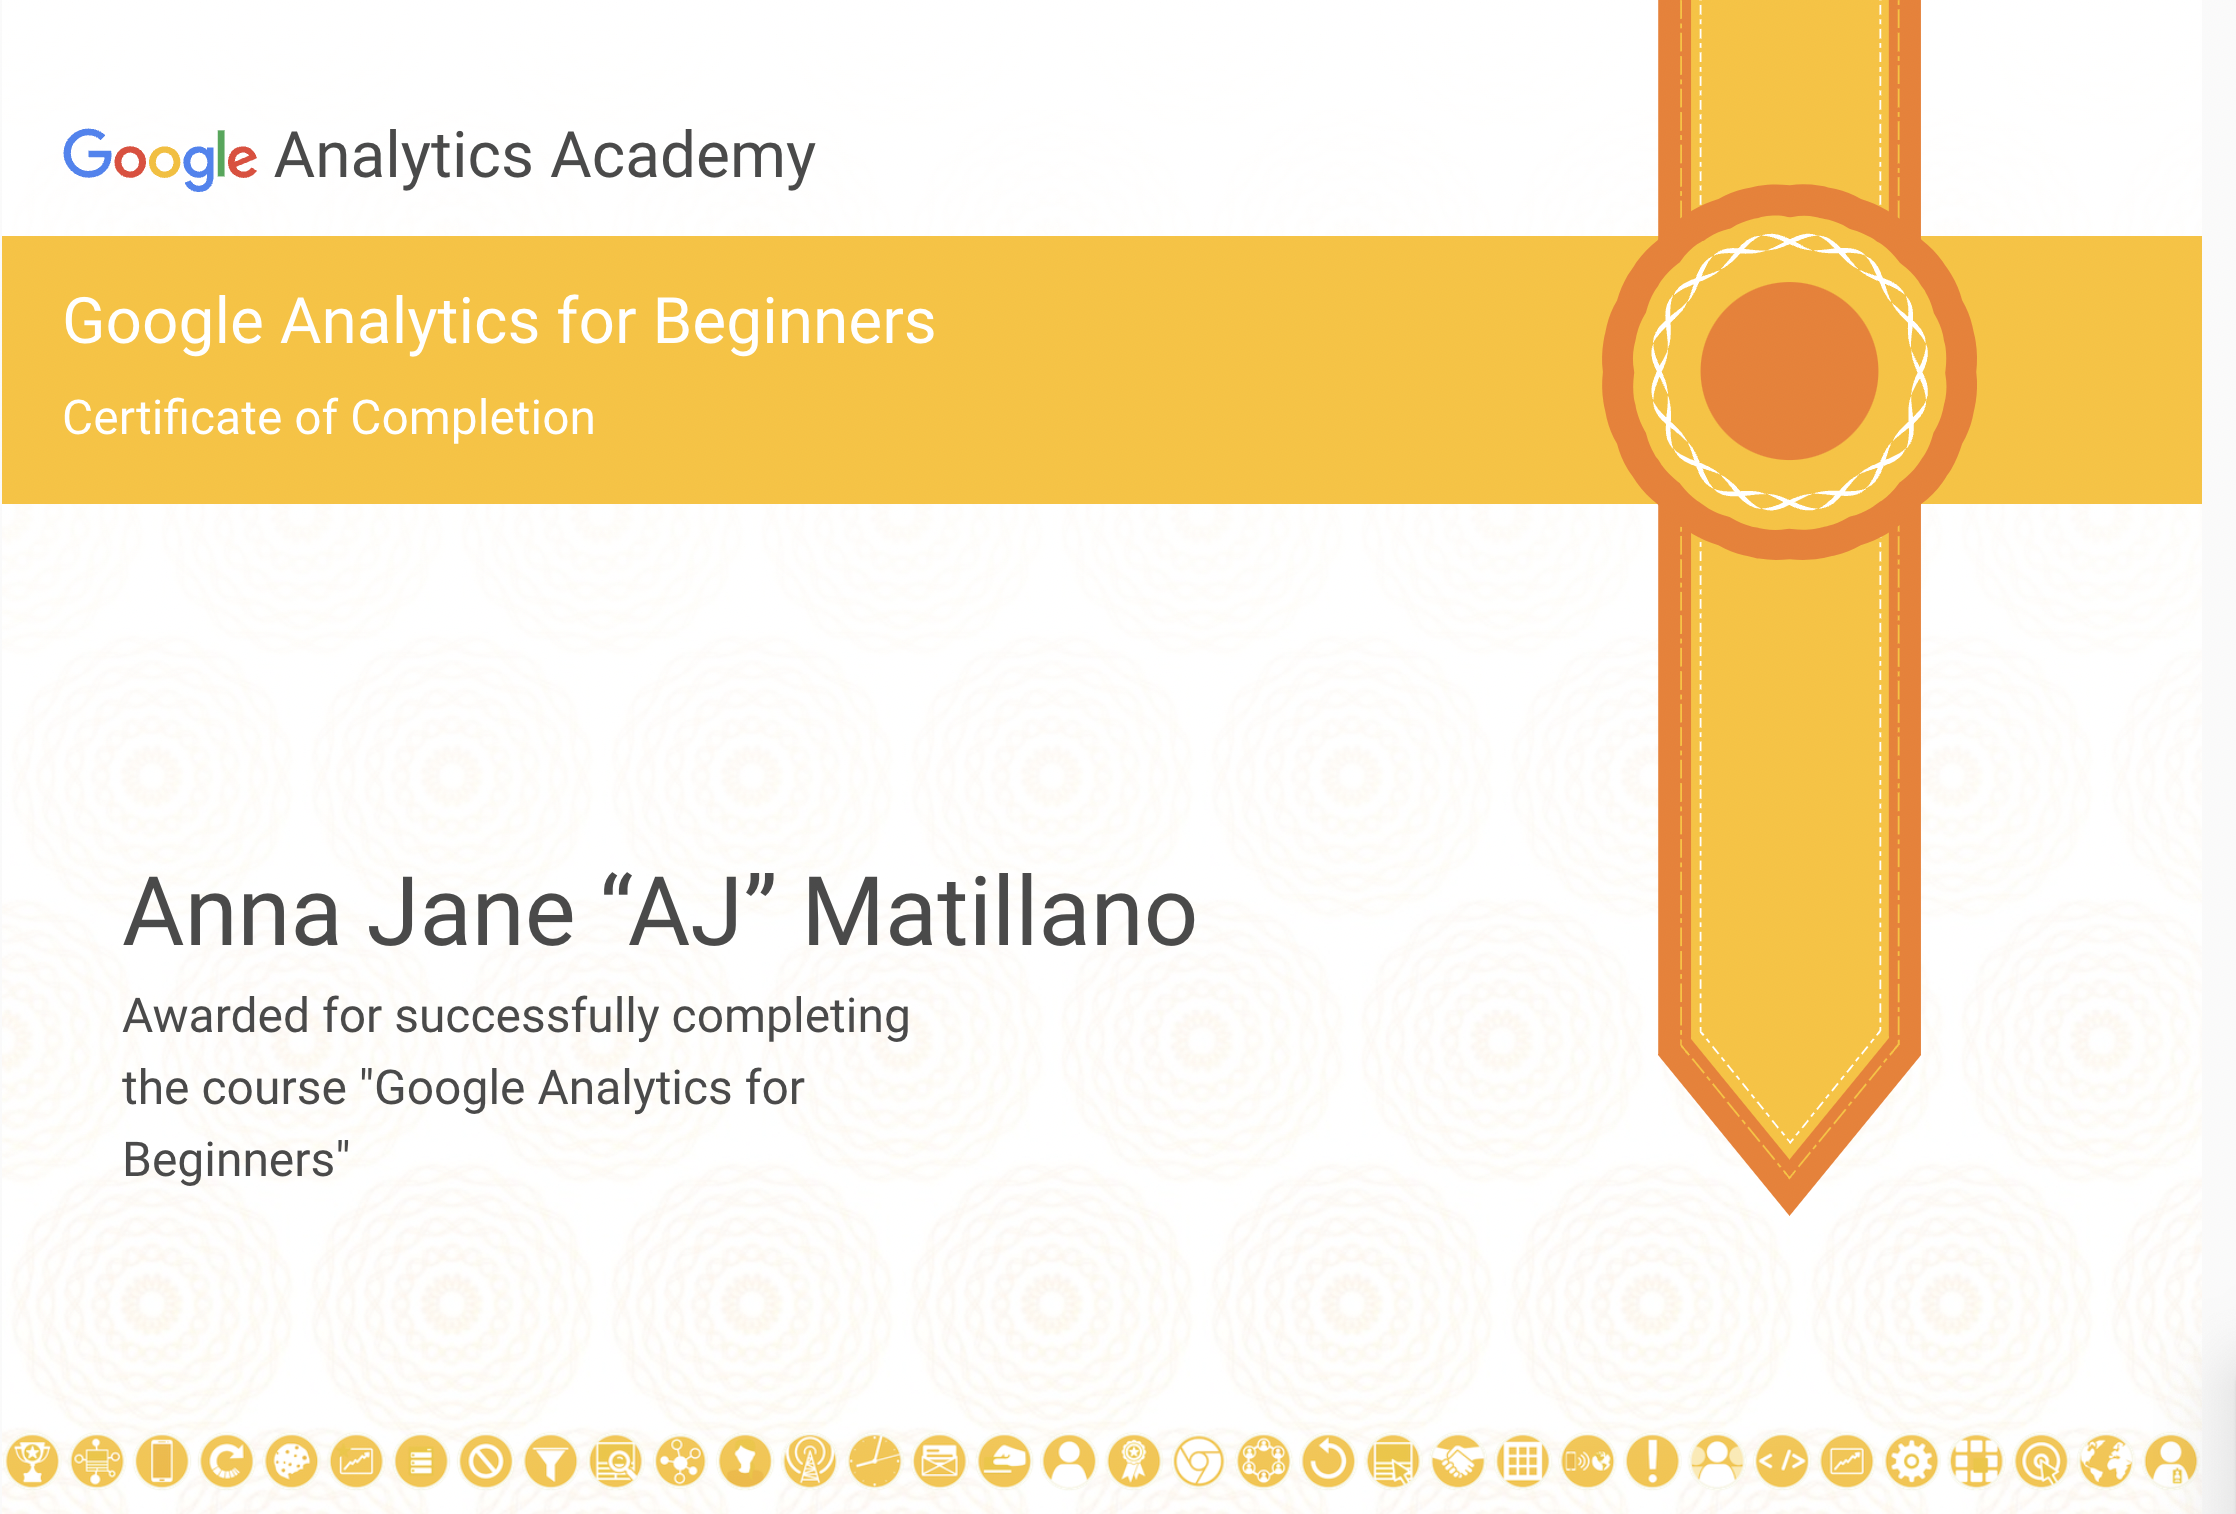 Google Analytics Academy
Google Analytics for Beginners
Certificate of Completion
Anna Jane “AJ” Matillano
Awarded for successfully completing
the course "Google Analytics for
Beginners"